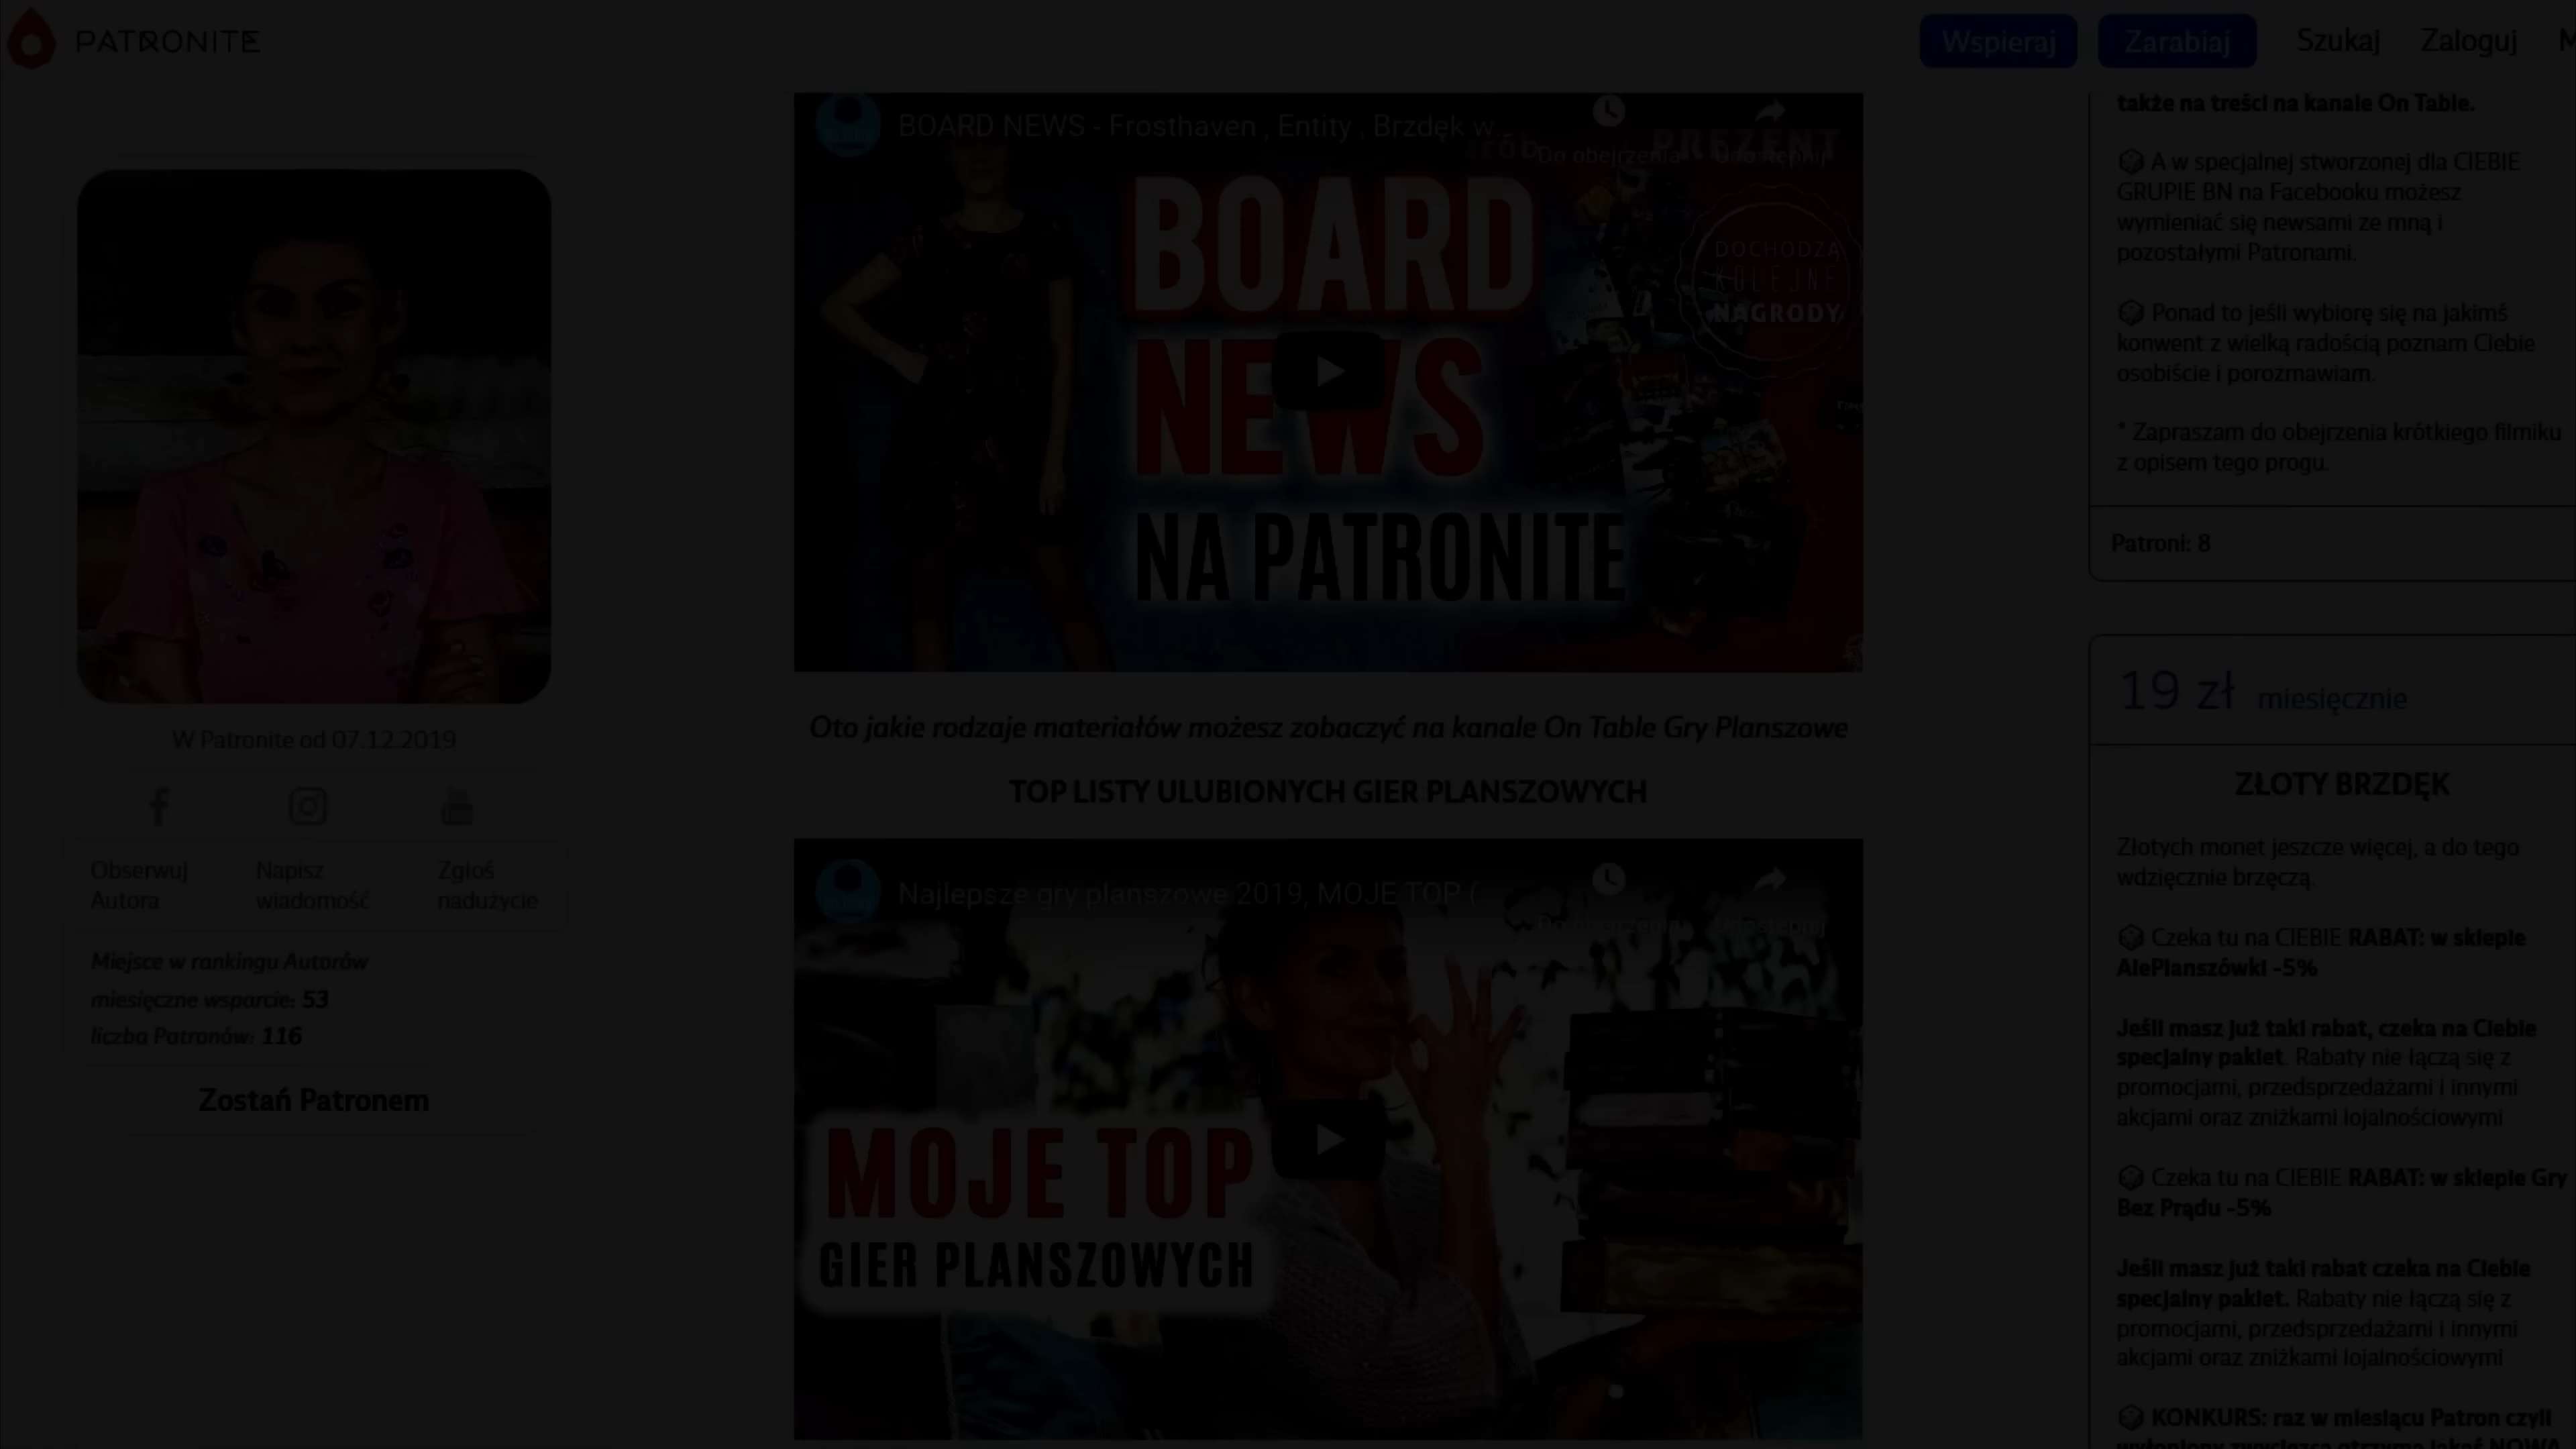 PATRONITE
Wspieraj
Zarabiaj
Szukaj
Zaloguj
W Patronite od 07.12.2019
Obserwuj
Autora
Napisz
wiadomość
Zgłoś
nadużycie
Miejsce w rankingu Autorów
miesięczne wsparcie: 53
liczba Patronów: 116
Zostań Patronem
BOARD NEWS - Frosthaven , Entity , Brzdęk w...
Do obejrzenia
Udostępnij
PREZENT
BOARD
NEWS
NA PATRONITE
DOCHODZĄ
KOLEJNE
NAGRODY
Oto jakie rodzaje materiałów możesz zobaczyć na kanale On Table Gry Planszowe
TOP LISTY ULUBIONYCH GIER PLANSZOWYCH
Najlepsze gry planszowe 2019, MOJE TOP (
Do obejrzenia
Udostępnij
MOJE TOP
GIER PLANSZOWYCH
także na treści na kanale On Table.
A w specjalnej stworzonej dla CIEBIE
GRUPIE BN na Facebooku możesz
wymieniać się newsami ze mną i
pozostałymi Patronami.
Ponad to jeśli wybiorę się na jakimś
konwent z wielką radością poznam Ciebie
osobiście i porozmawiam.
* Zapraszam do obejrzenia krótkiego filmiku
z opisem tego progu.
Patroni: 8
19 zł miesięcznie
ZŁOTY BRZDĘK
Złotych monet jeszcze więcej, a do tego
wdzięcznie brzęczą.
Czeka tu na CIEBIE RABAT: w sklepie
AlePlanszówki -5%
Jeśli masz już taki rabat, czeka na Ciebie
specjalny pakiet. Rabaty nie łączą się z
promocjami, przedsprzedażami i innymi
akcjami oraz zniżkami lojalnościowymi
Czeka tu na CIEBIE RABAT: w sklepie Gry
Bez Prądu -5%
Jeśli masz już taki rabat czeka na Ciebie
specjalny pakiet. Rabaty nie łączą się z
promocjami, przedsprzedażami i innymi
akcjami oraz zniżkami lojalnościowymi
KONKURS: raz w miesiącu Patron czyli